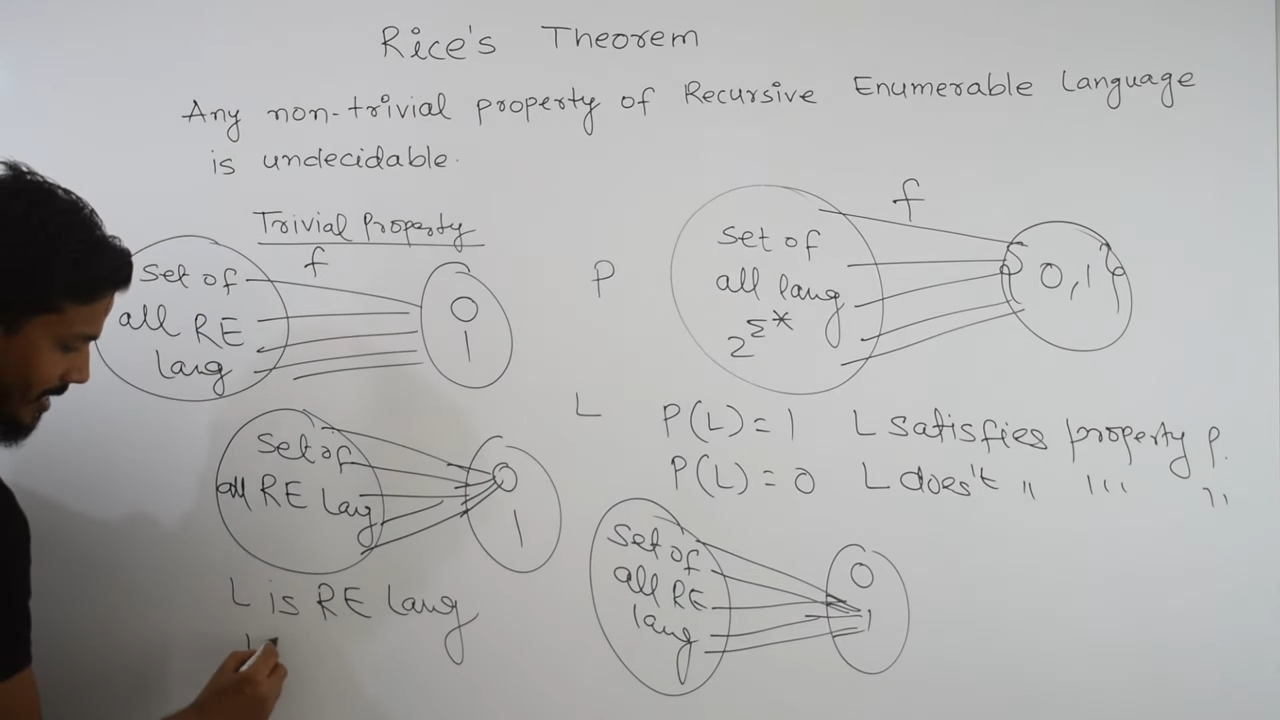 Rice's Theorem
Any non-trivial property of Recursive Enumerable Language
is undecidable.
Trivial Property
f
Set of
all RE
lang
0
1
P
f
Set of
all lang
2^Σ*
{0,1}
Set of
all RE Lang
0
1
L
P(L) = 1 L satisfies property P.
P(L) = 0 L does't " " "
L is RE lang
Set of
all RE
lang
0
1